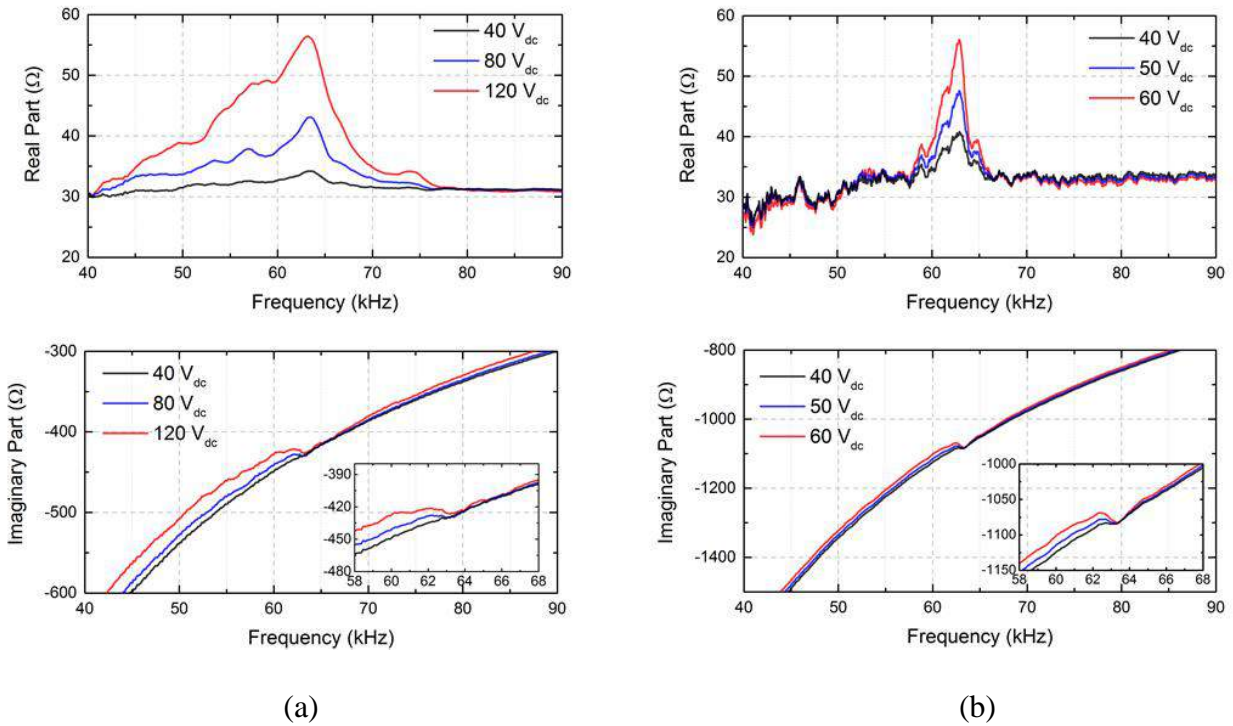 60
50
40
30
20
Real Part (Ω)
40 Vdc
80 Vdc
120 Vdc
40 50 60 70 80 90
Frequency (kHz)
60
50
40
30
20
Real Part (Ω)
40 Vdc
50 Vdc
60 Vdc
40 50 60 70 80 90
Frequency (kHz)
-300
-400
-500
-600
Imaginary Part (Ω)
40 Vdc
80 Vdc
120 Vdc
-390
-420
-450
-480
58 60 62 64 66 68
40 50 60 70 80 90
Frequency (kHz)
-800
-1000
-1200
-1400
Imaginary Part (Ω)
40 Vdc
50 Vdc
60 Vdc
-1000
-1050
-1100
-1150
58 60 62 64 66 68
40 50 60 70 80 90
Frequency (kHz)
(a)
(b)